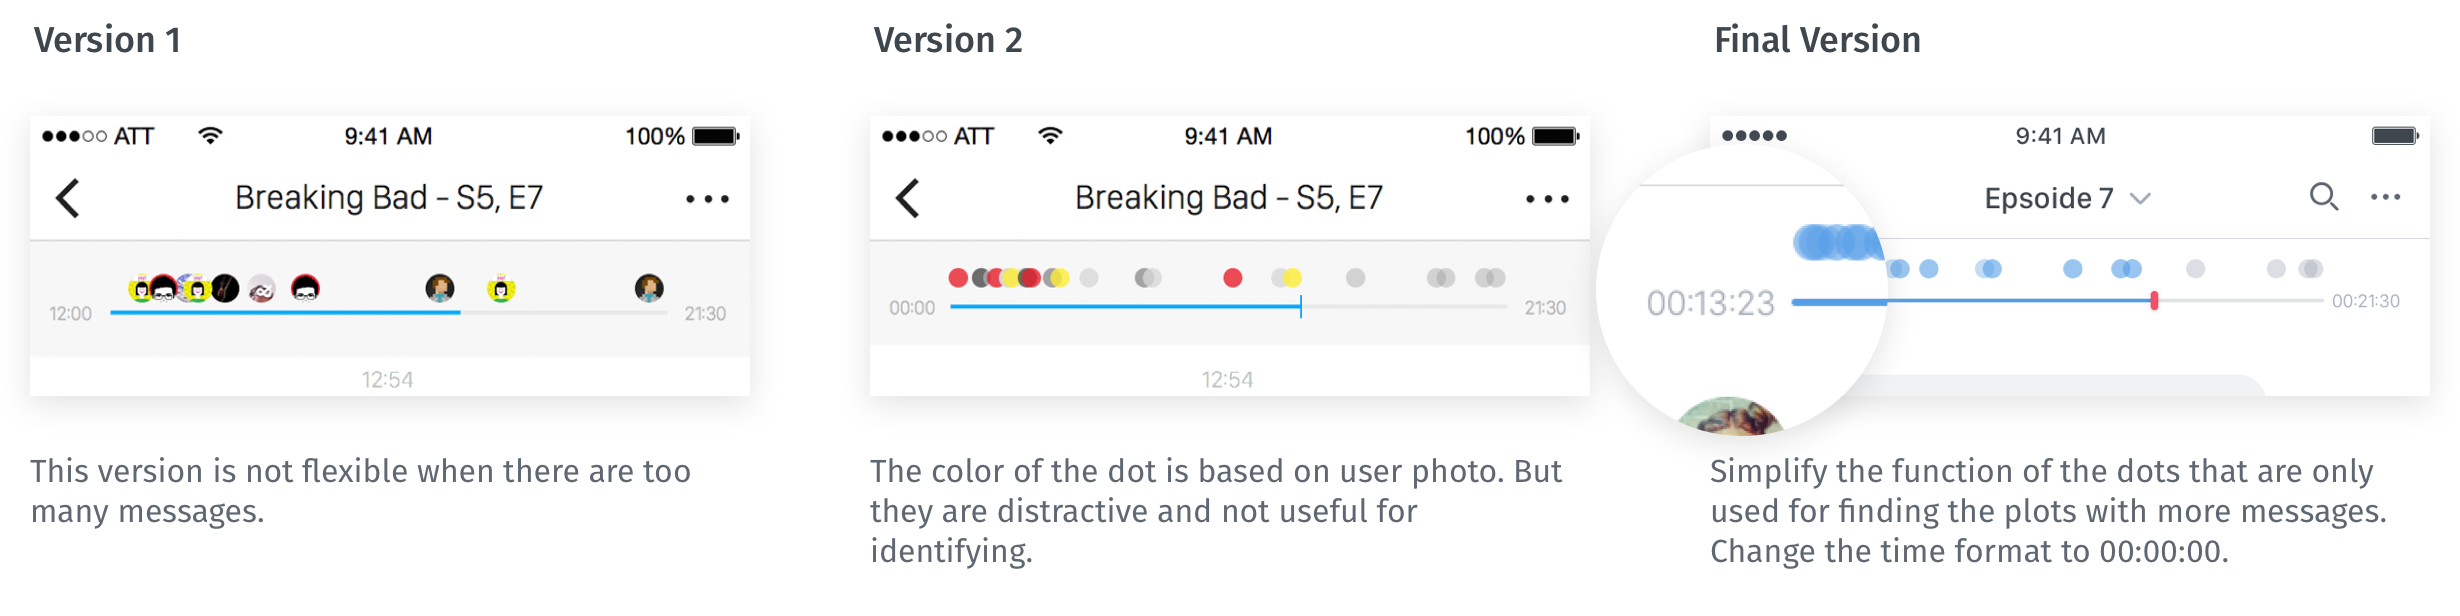 Version 1
ATT 9:41 AM 100%
Breaking Bad - S5, E7
12:00 21:30
12:54
This version is not flexible when there are too
many messages.
Version 2
ATT 9:41 AM 100%
Breaking Bad - S5, E7
00:00 21:30
12:54
The color of the dot is based on user photo. But
they are distractive and not useful for
identifying.
Final Version
9:41 AM
Epsoide 7
00:13:23 00:21:30
Simplify the function of the dots that are only
used for finding the plots with more messages.
Change the time format to 00:00:00.